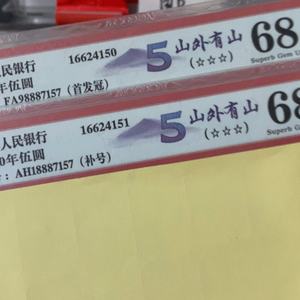 人民银行
年伍圆
FA98887157（首发冠）
16624150
5 山外有山
（☆☆☆）
68
Superb Gem U
人民银行
0年伍圆
：AH18887157（补号）
16624151
5 山外有山
（☆☆☆）
68
Superb Gem